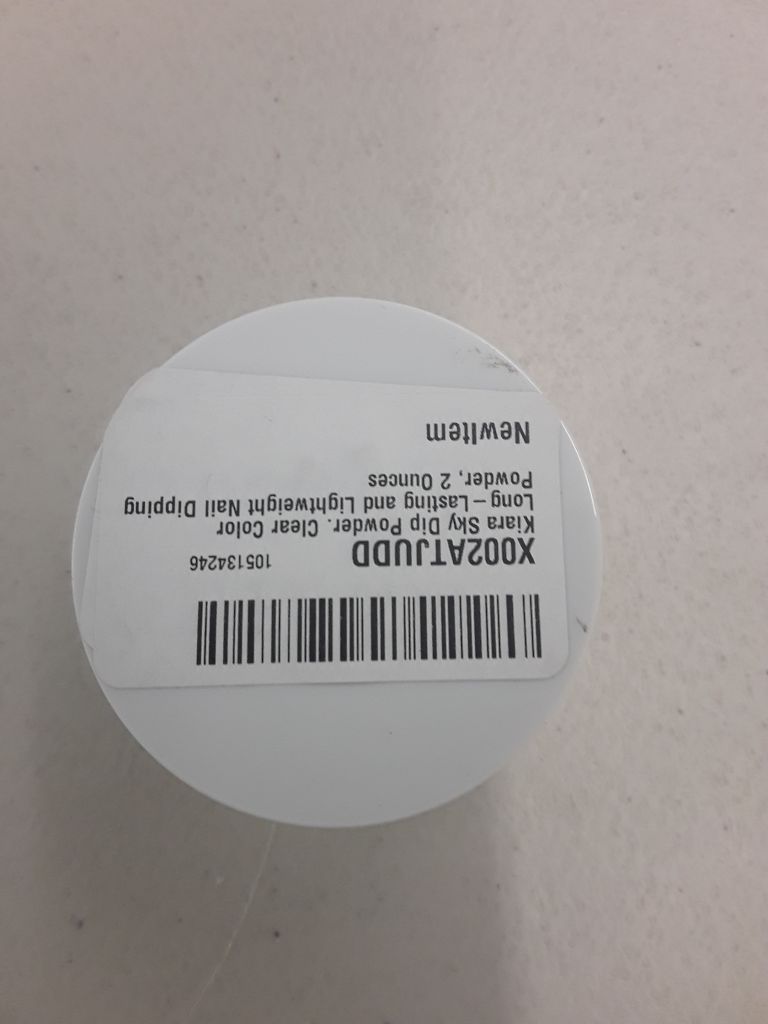 X002ATJUDD 105134246
Kiara Sky Dip Powder. Clear Color
Long-Lasting and Lightweight Nail Dipping
Powder, 2 Ounces
NewItem